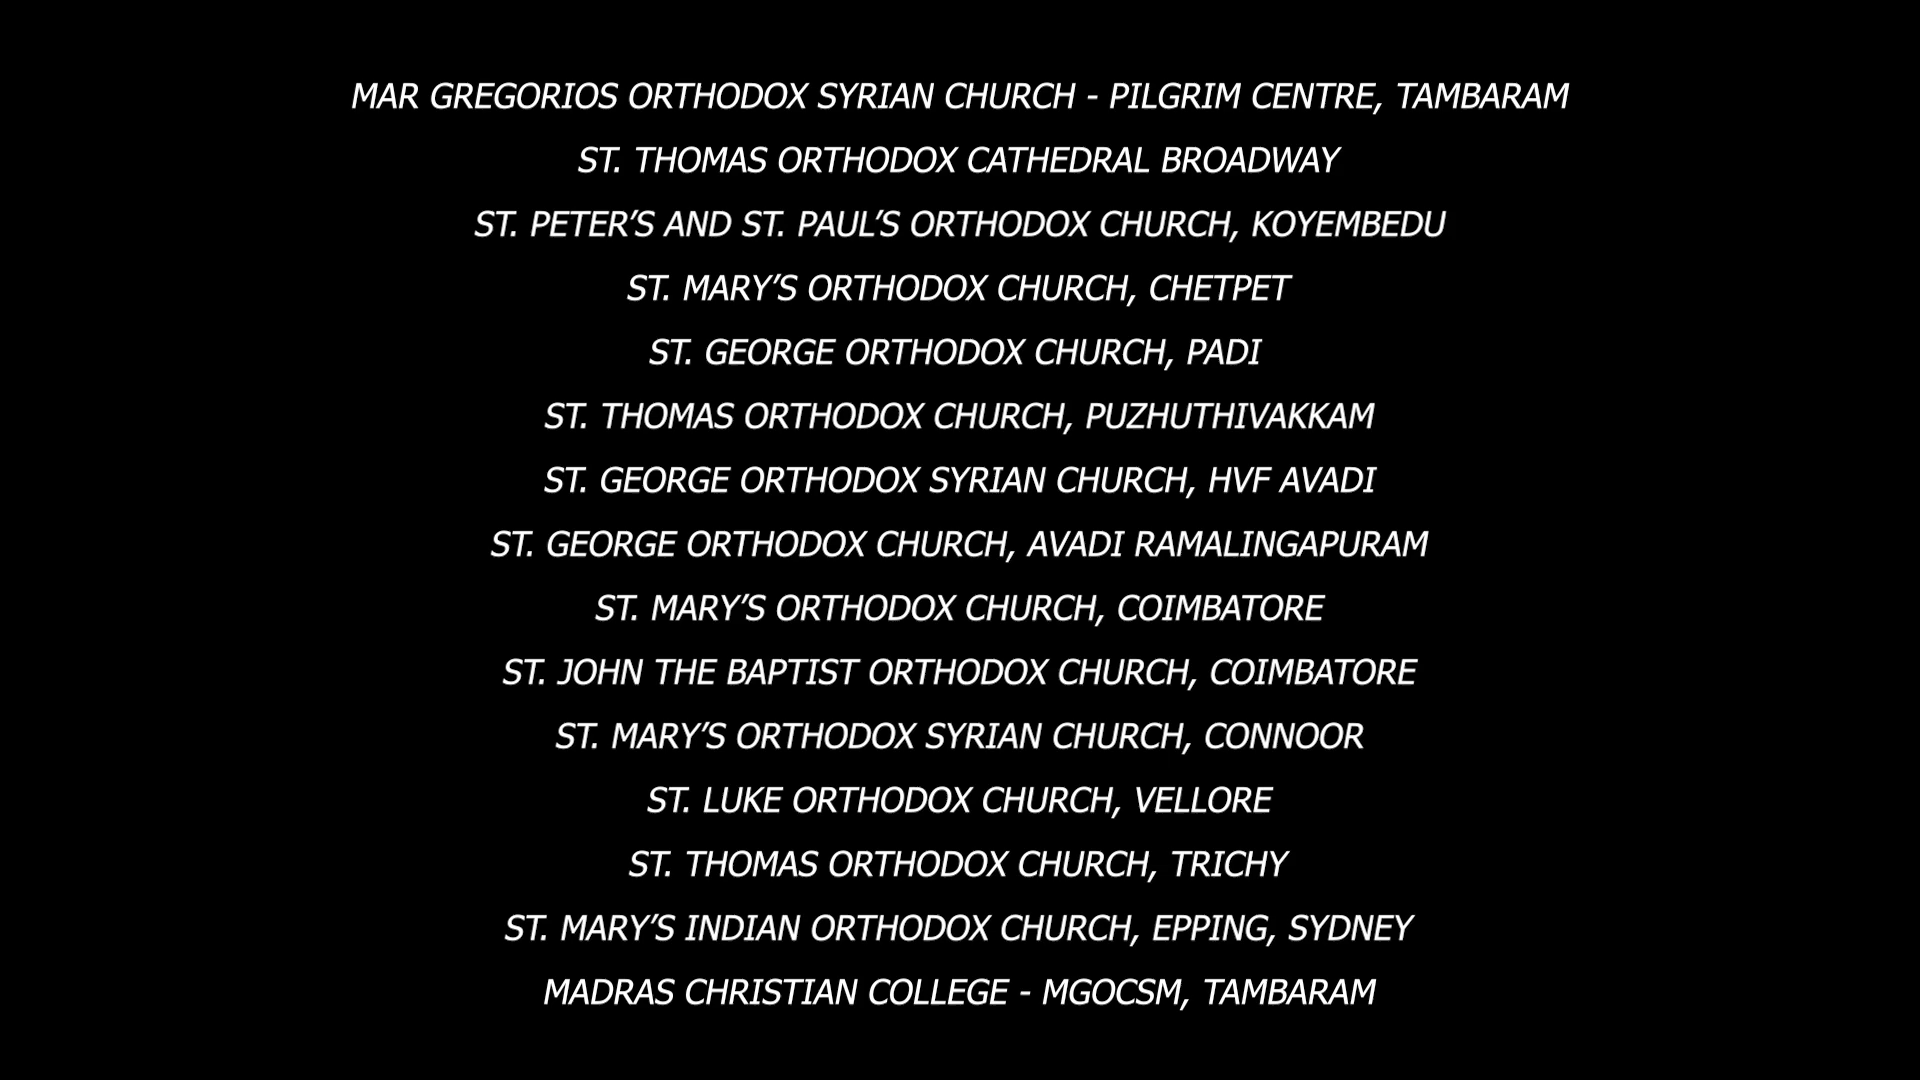 MAR GREGORIOS ORTHODOX SYRIAN CHURCH - PILGRIM CENTRE, TAMBARAM
ST. THOMAS ORTHODOX CATHEDRAL BROADWAY
ST. PETER’S AND ST. PAUL’S ORTHODOX CHURCH, KOYEMBEDU
ST. MARY’S ORTHODOX CHURCH, CHETPET
ST. GEORGE ORTHODOX CHURCH, PADI
ST. THOMAS ORTHODOX CHURCH, PUZHUTHIVAKKAM
ST. GEORGE ORTHODOX SYRIAN CHURCH, HVF AVADI
ST. GEORGE ORTHODOX CHURCH, AVADI RAMALINGAPURAM
ST. MARY’S ORTHODOX CHURCH, COIMBATORE
ST. JOHN THE BAPTIST ORTHODOX CHURCH, COIMBATORE
ST. MARY’S ORTHODOX SYRIAN CHURCH, CONNOOR
ST. LUKE ORTHODOX CHURCH, VELLORE
ST. THOMAS ORTHODOX CHURCH, TRICHY
ST. MARY’S INDIAN ORTHODOX CHURCH, EPPING, SYDNEY
MADRAS CHRISTIAN COLLEGE - MGOCSM, TAMBARAM